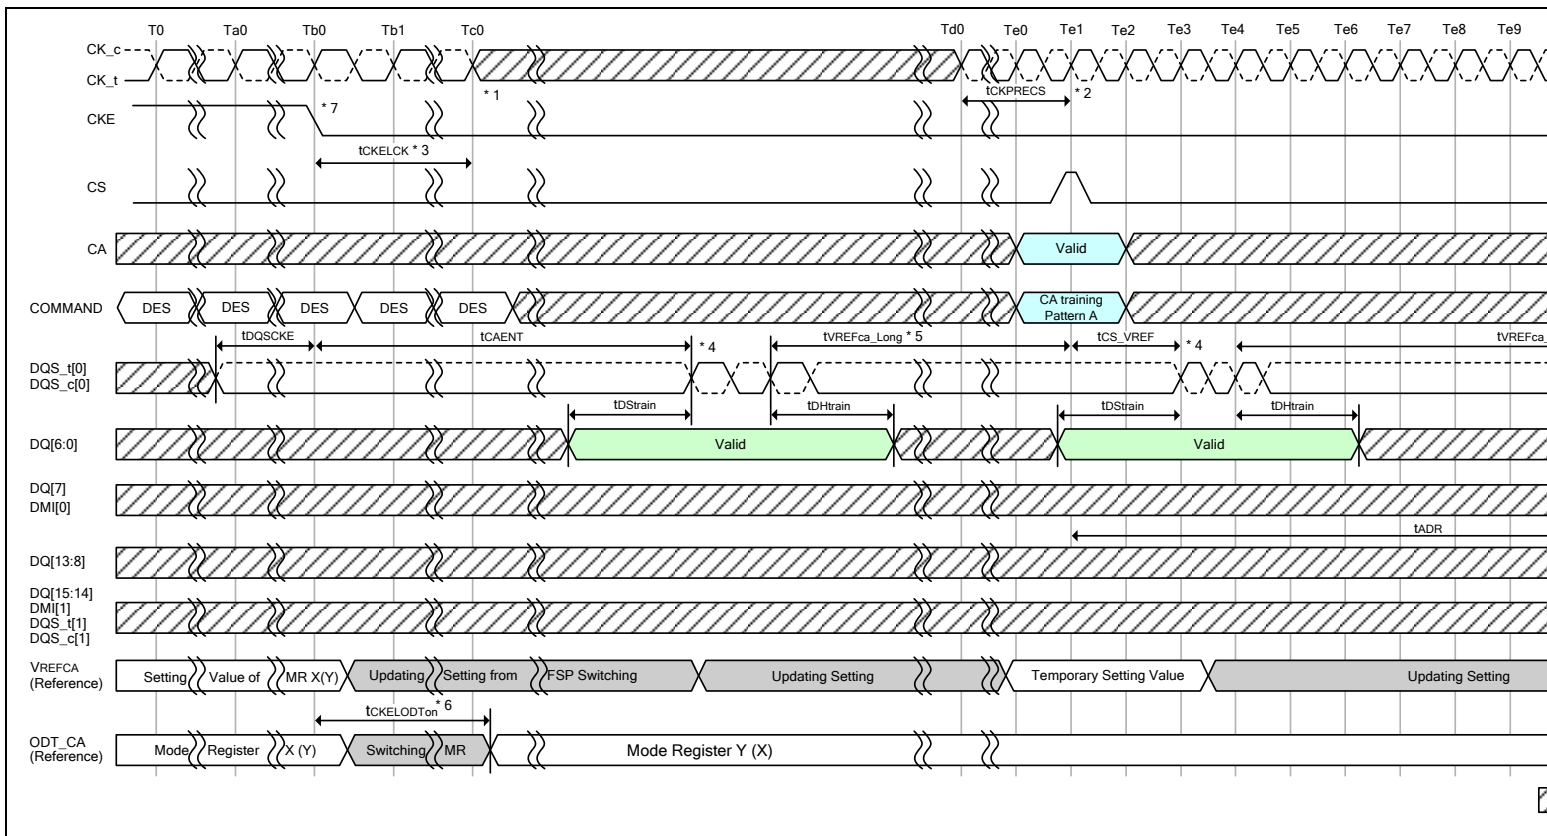 T0 Ta0 Tb0 Tb1 Tc0 Td0 Te0 Te1 Te2 Te3 Te4 Te5 Te6 Te7 Te8 Te9
CK_c
CK_t
* 1
tCKPRECS * 2
CKE
* 7
tCKELCK * 3
CS
CA
Valid
COMMAND
DES DES DES DES DES
CA training
Pattern A
tDQSCKE tCAENT * 4 tVREFca_Long * 5 tCS_VREF * 4 tVREFca_
DQS_t[0]
DQS_c[0]
tDStrain tDHtrain tDStrain tDHtrain
DQ[6:0]
Valid Valid
DQ[7]
DMI[0]
tADR
DQ[13:8]
DQ[15:14]
DMI[1]
DQS_t[1]
DQS_c[1]
VREFCA
(Reference)
Setting Value of MR X(Y) Updating Setting from FSP Switching Updating Setting Temporary Setting Value Updating Setting
tCKELODTon * 6
ODT_CA
(Reference)
Mode Register X (Y) Switching MR Mode Register Y (X)